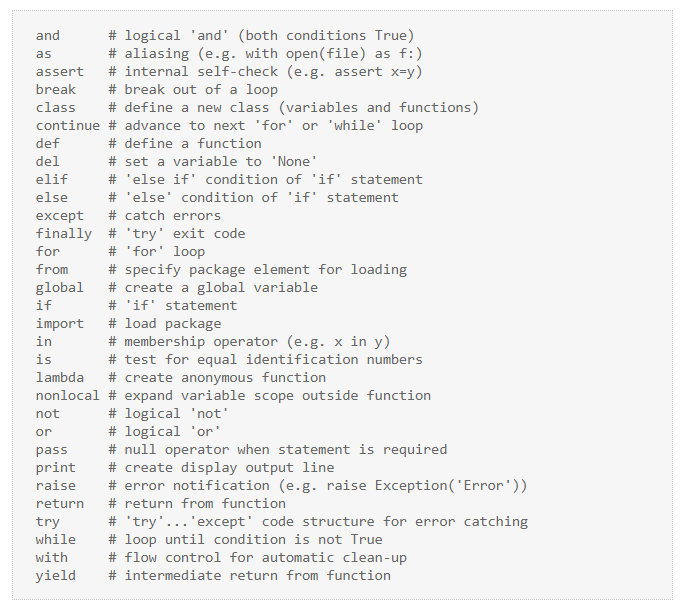 and      # logical 'and' (both conditions True)
as       # aliasing (e.g. with open(file) as f:)
assert   # internal self-check (e.g. assert x=y)
break    # break out of a loop
class    # define a new class (variables and functions)
continue # advance to next 'for' or 'while' loop
def      # define a function
del      # set a variable to 'None'
elif     # 'else if' condition of 'if' statement
else     # 'else' condition of 'if' statement
except   # catch errors
finally  # 'try' exit code
for      # 'for' loop
from     # specify package element for loading
global   # create a global variable
if       # 'if' statement
import   # load package
in       # membership operator (e.g. x in y)
is       # test for equal identification numbers
lambda   # create anonymous function
nonlocal # expand variable scope outside function
not      # logical 'not'
or       # logical 'or'
pass     # null operator when statement is required
print    # create display output line
raise    # error notification (e.g. raise Exception('Error'))
return   # return from function
try      # 'try'...'except' code structure for error catching
while    # loop until condition is not True
with     # flow control for automatic clean-up
yield    # intermediate return from function